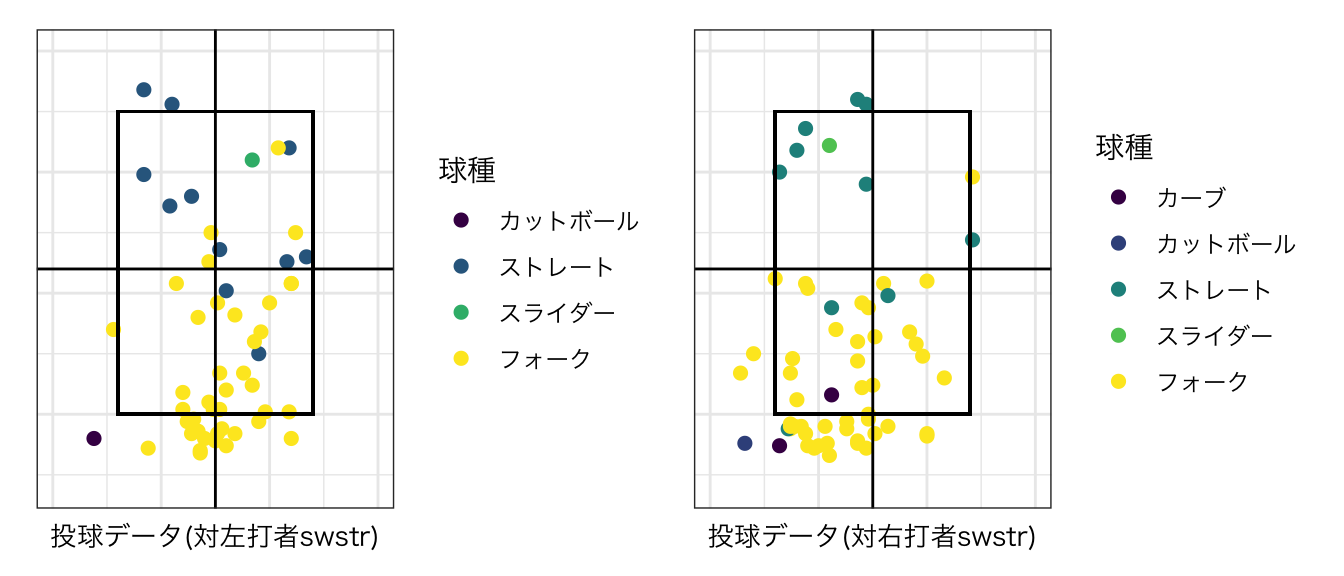 球種
カットボール
ストレート
スライダー
フォーク
投球データ(対左打者swstr)
球種
カーブ
カットボール
ストレート
スライダー
フォーク
投球データ(対右打者swstr)